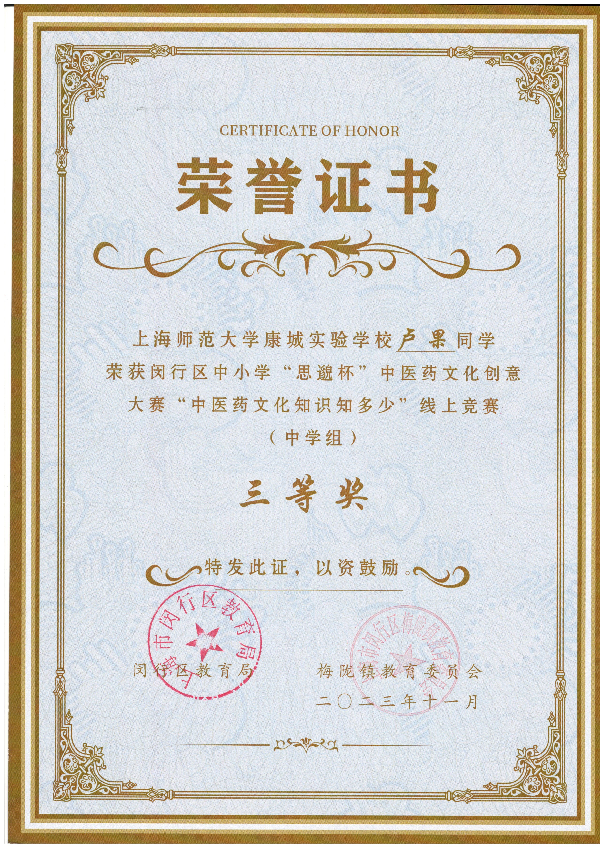 CERTIFICATE OF HONOR
荣誉证书
上海师范大学康城实验学校卢果同学
荣获闵行区中小学“思邈杯”中医药文化创意
大赛“中医药文化知识知多少”线上竞赛
（中学组）
三等奖
特发此证，以资鼓励。
上海市闵行区教育局
闵行区教育局
梅陇镇教育委员会
二〇二三年十一月